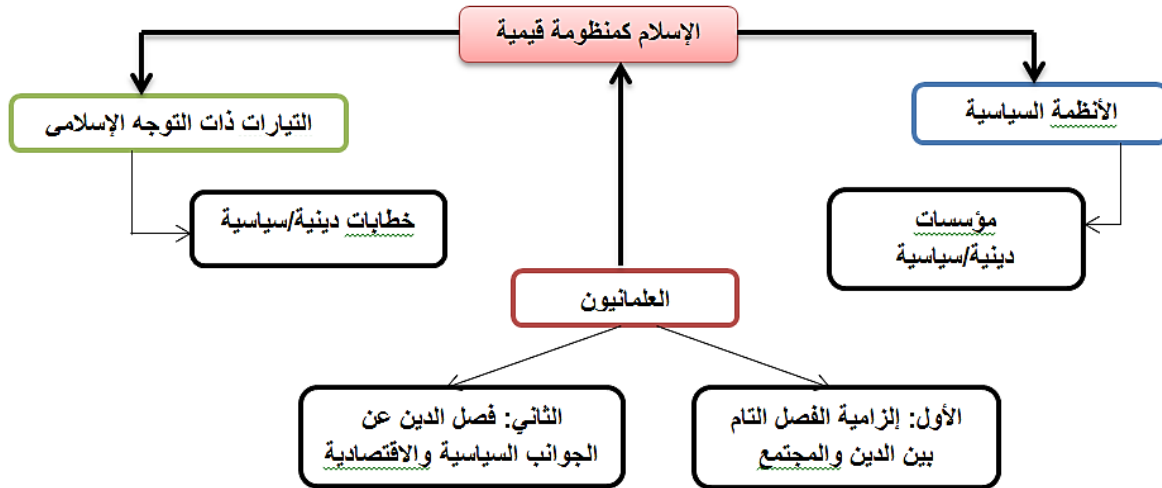 الإسلام كمنظومة قيمية
الأنظمة السياسية
التيارات ذات التوجه الإسلامى
مؤسسات
دينية/سياسية
خطابات دينية/سياسية
العلمانيون
الأول: إلزامية الفصل التام
بين الدين والمجتمع
الثاني: فصل الدين عن
الجوانب السياسية والاقتصادية